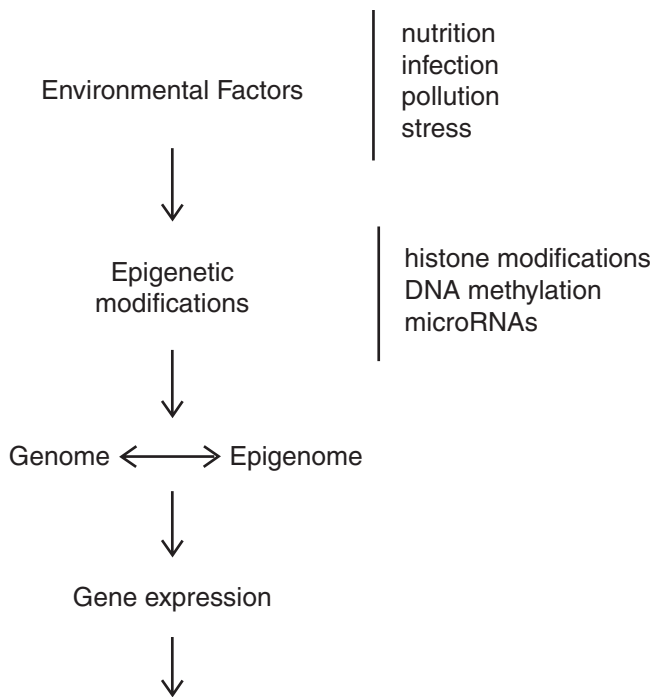 nutrition
infection
pollution
stress
Environmental Factors
Epigenetic
modifications
histone modifications
DNA methylation
microRNAs
Genome
Epigenome
Gene expression